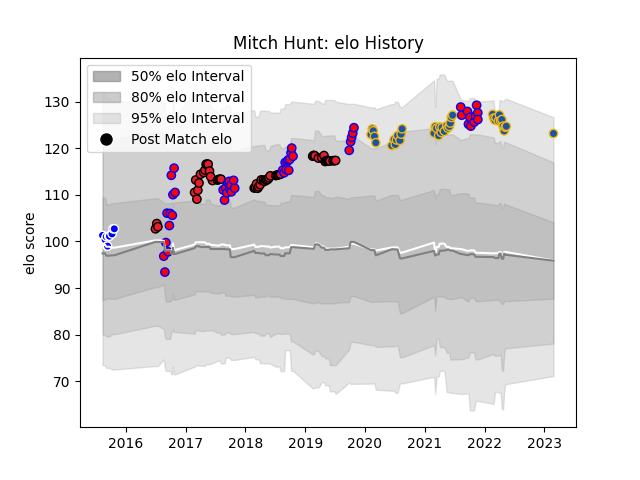 Mitch Hunt: elo History
50% elo Interval
80% elo Interval
95% elo Interval
Post Match elo
elo score
130
120
110
100
90
80
70
2016 2017 2018 2019 2020 2021 2022 2023